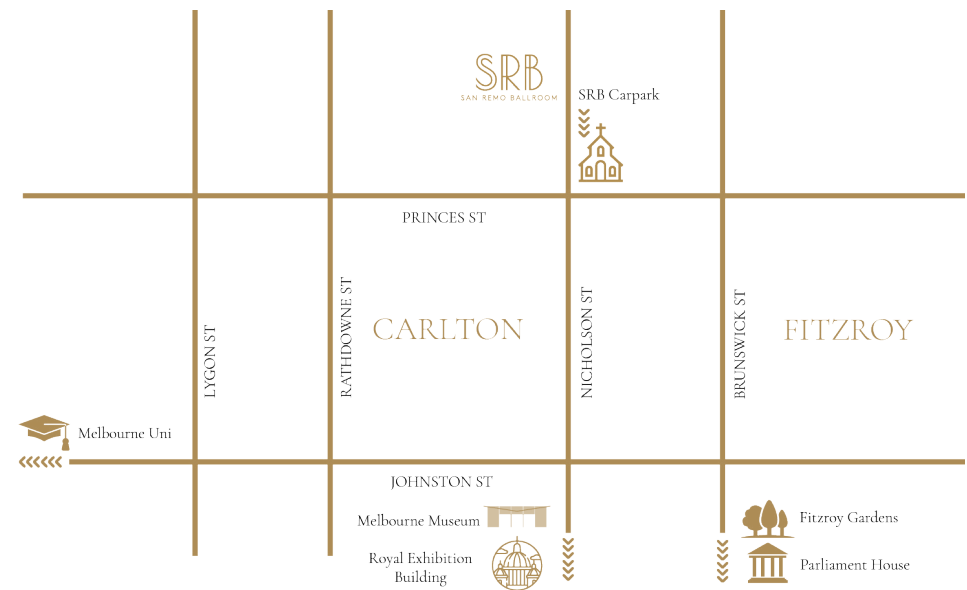 SRB
SAN REMO BALLROOM
SRB Carpark
PRINCES ST
LYGON ST
RATHDOWNE ST
CARLTON
NICHOLSON ST
BRUNSWICK ST
FITZROY
Melbourne Uni
JOHNSTON ST
Melbourne Museum
Fitzroy Gardens
Royal Exhibition
Building
Parliament House